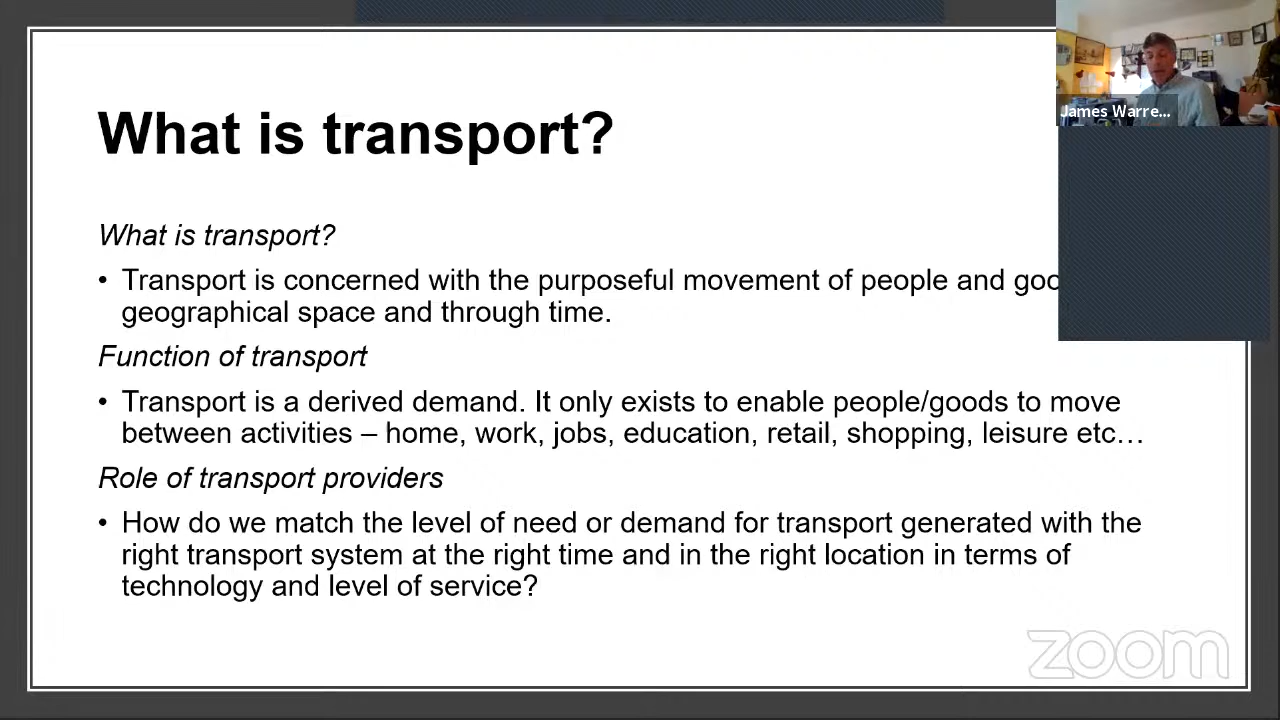 James Warre...
What is transport?
What is transport?
• Transport is concerned with the purposeful movement of people and
geographical space and through time.
Function of transport
• Transport is a derived demand. It only exists to enable people/goods to move
between activities – home, work, jobs, education, retail, shopping, leisure etc…
Role of transport providers
• How do we match the level of need or demand for transport generated with the
right transport system at the right time and in the right location in terms of
technology and level of service?
zoom